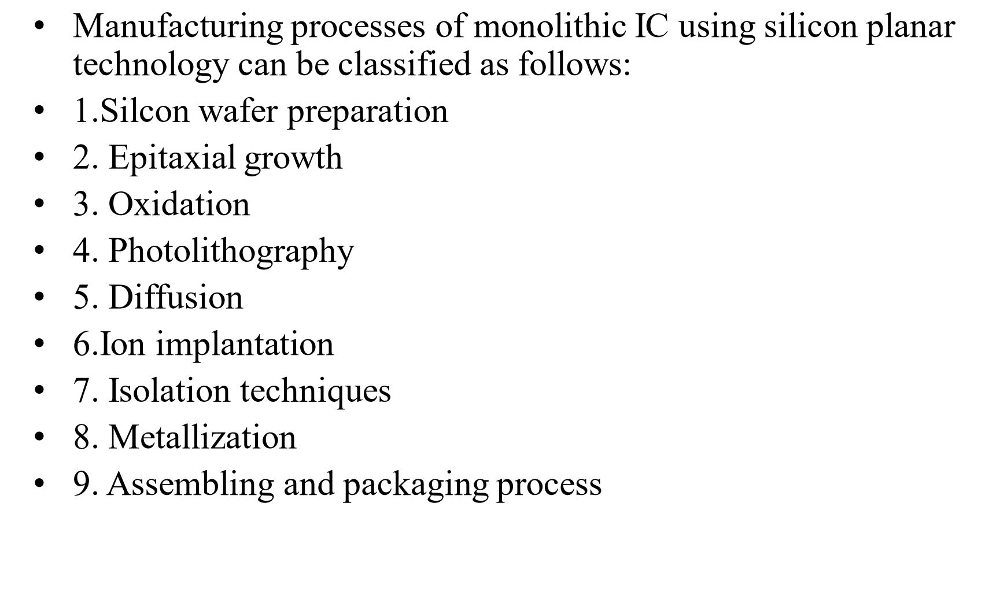 • Manufacturing processes of monolithic IC using silicon planar
technology can be classified as follows:
• 1.Silcon wafer preparation
• 2. Epitaxial growth
• 3. Oxidation
• 4. Photolithography
• 5. Diffusion
• 6.Ion implantation
• 7. Isolation techniques
• 8. Metallization
• 9. Assembling and packaging process